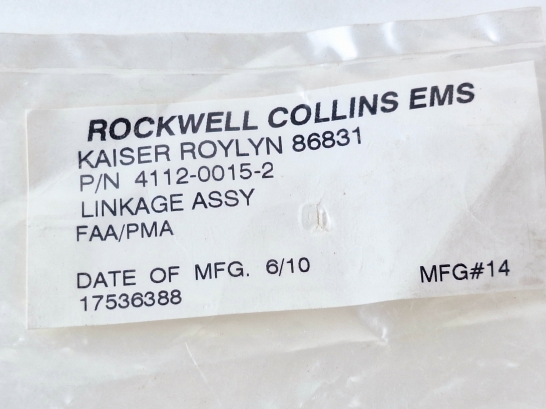 ROCKWELL COLLINS EMS
KAISER ROYLYN 86831
P/N 4112-0015-2
LINKAGE ASSY
FAA/PMA
DATE OF MFG. 6/10 MFG#14
17536388